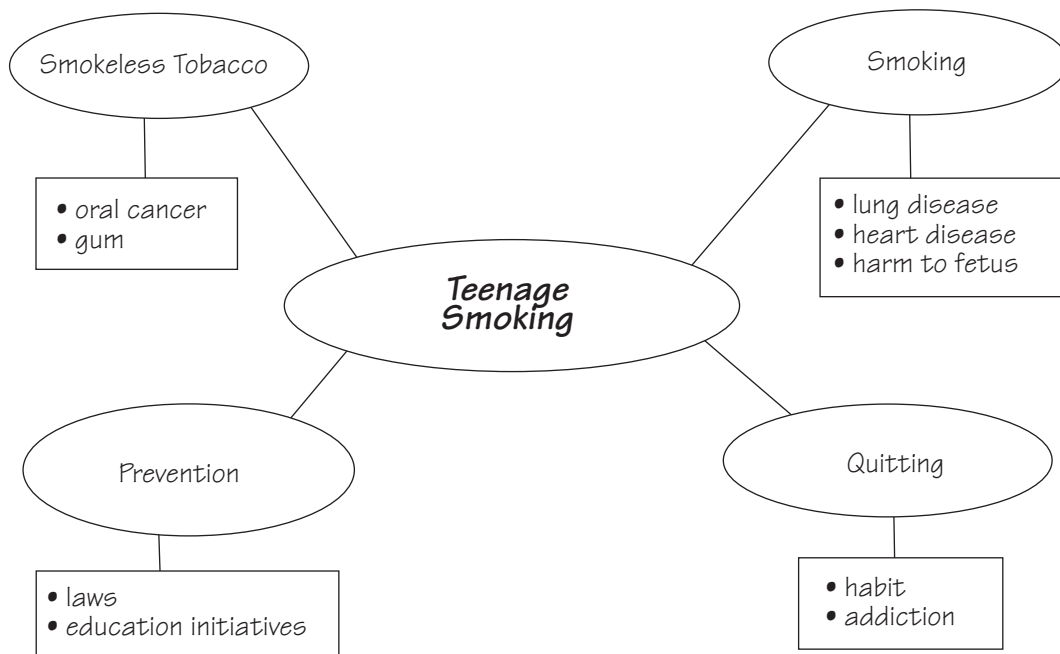 Smokeless Tobacco
• oral cancer
• gum
Smoking
• lung disease
• heart disease
• harm to fetus
Teenage
Smoking
Prevention
• laws
• education initiatives
Quitting
• habit
• addiction